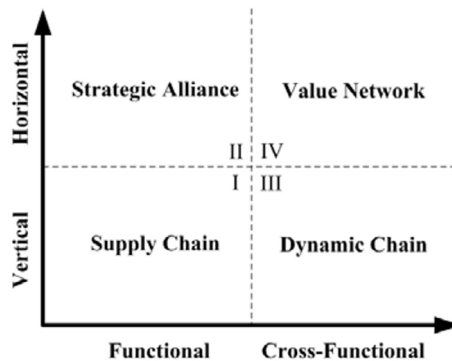 Horizontal
Strategic Alliance
Value Network
II IV
I III
Vertical
Supply Chain
Dynamic Chain
Functional
Cross-Functional